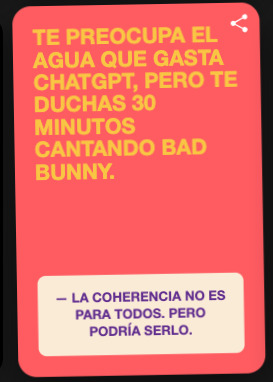 TE PREOCUPA EL
AGUA QUE GASTA
CHATGPT, PERO TE
DUCHAS 30
MINUTOS
CANTANDO BAD
BUNNY.
— LA COHERENCIA NO ES
PARA TODOS. PERO
PODRÍA SERLO.